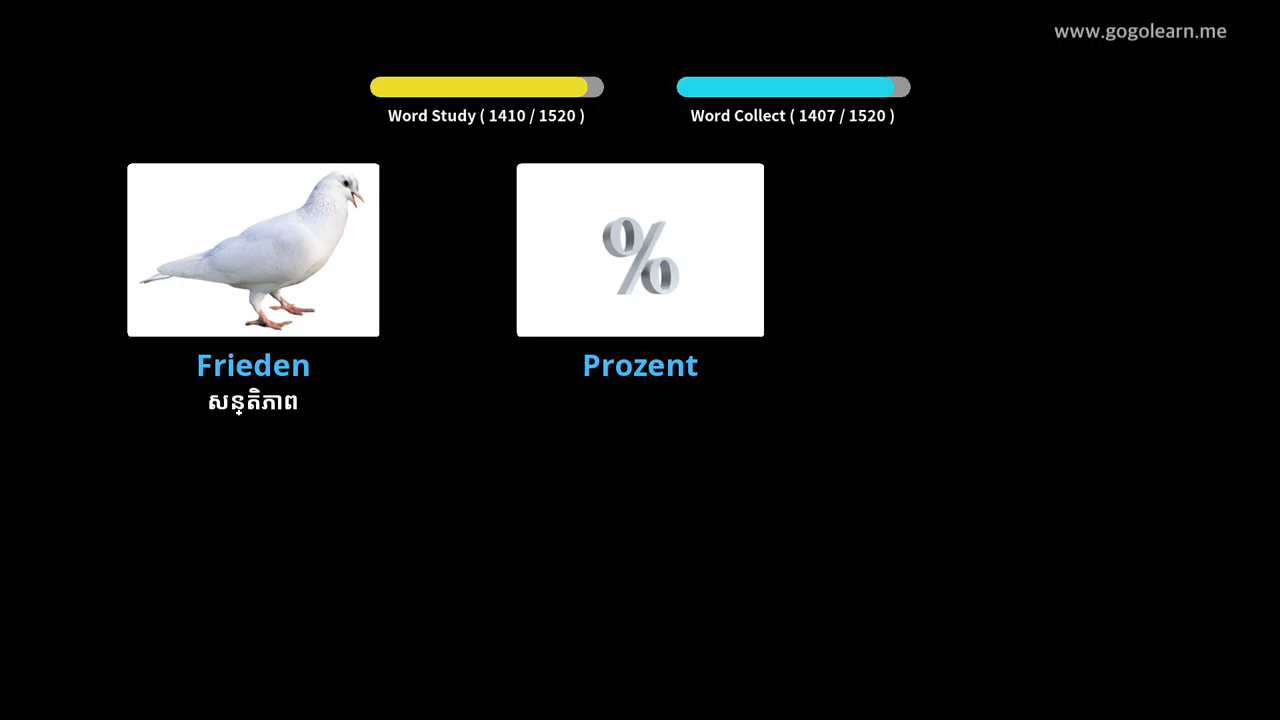 www.gogolearn.me
Word Study ( 1410 / 1520 )
Word Collect ( 1407 / 1520 )
%
Frieden
Prozent
សន្តិភាព